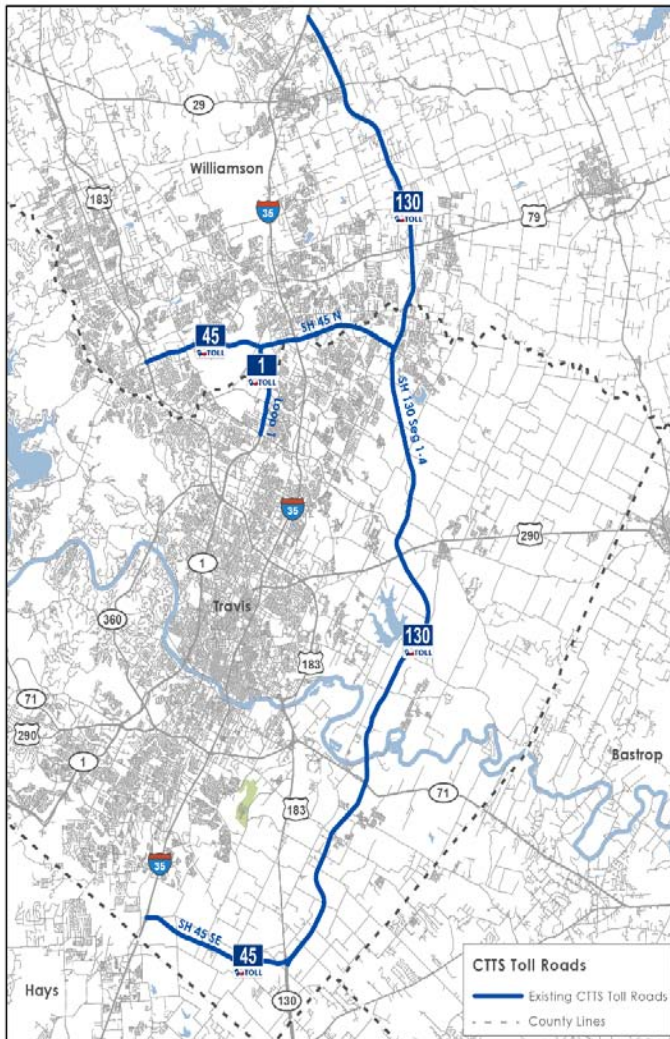 29
Williamson
183
35
130
TOLL
79
45
TOLL
SH 45 N
1
TOLL
Loop 1
SH 130 Seg 1-4
35
290
1
Travis
360
130
TOLL
183
71
290
1
Bastrop
71
183
35
SH 45 SE
45
TOLL
Hays
130
CTTS Toll Roads
Existing CTTS Toll Roads
County Lines